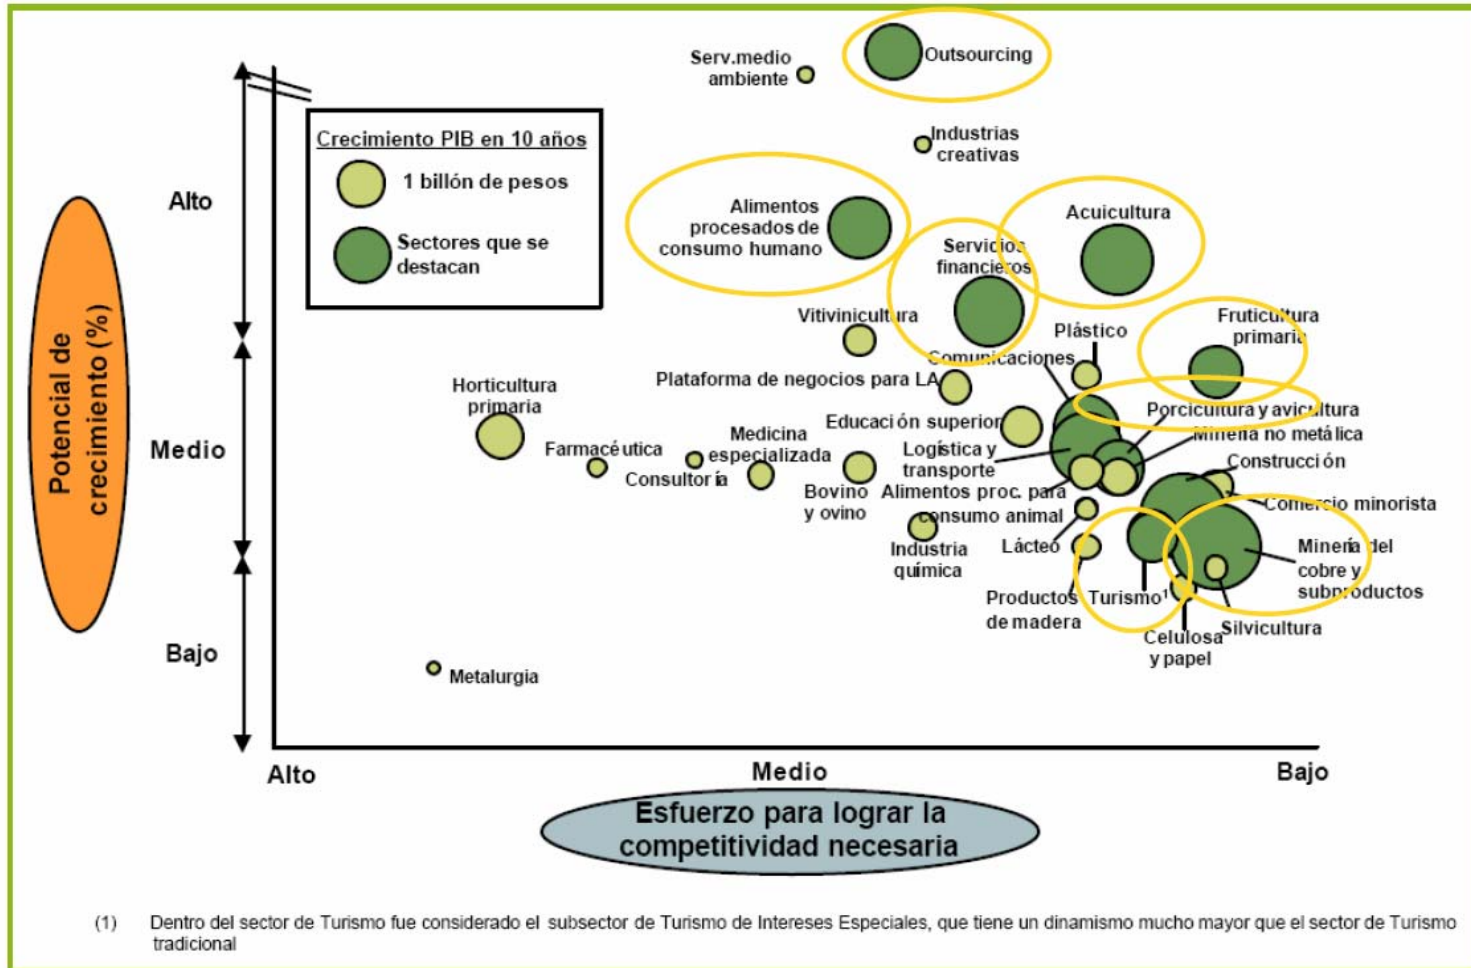 Serv.medio
ambiente
Outsourcing
Industrias
creativas
Crecimiento PIB en 10 años
1 billón de pesos
Sectores que se
destacan
Alto
Medio
Bajo
Potencial de
crecimiento (%)
Alimentos
procesados de
consumo humano
Servicios
financieros
Acuicultura
Fruticultura
primaria
Vitivinicultura
Plástico
Comunicaciones
Plataforma de negocios para LA
Horticultura
primaria
Educación superior
Porcicultura y avicultura
Minería no metálica
Farmacéutica
Medicina
especializada
Consultoría
Logística y
transporte
Construcción
Bovino
y ovino
Alimentos proc. para
consumo animal
Comercio minorista
Industria
química
Lácteo
Minería del
cobre y
subproductos
Productos
de madera
Turismo¹
Celulosa
y papel
Silvicultura
Metalurgia
Alto
Medio
Bajo
Esfuerzo para lograr la
competitividad necesaria
(1) Dentro del sector de Turismo fue considerado el subsector de Turismo de Intereses Especiales, que tiene un dinamismo mucho mayor que el sector de Turismo
tradicional